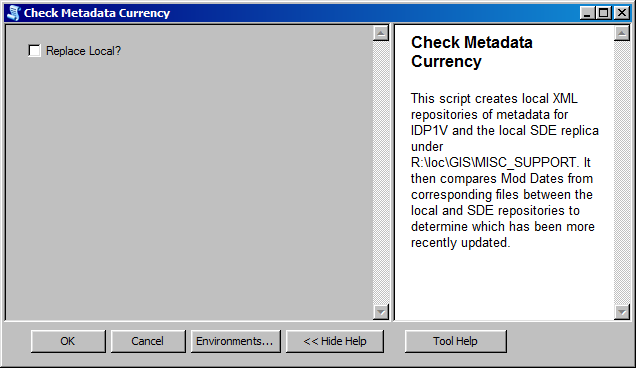 Check Metadata Currency
Replace Local?
Check Metadata
Currency
This script creates local XML
repositories of metadata for
IDP1V and the local SDE replica
under
R:\loc\GIS\MISC_SUPPORT. It
then compares Mod Dates from
corresponding files between the
local and SDE repositories to
determine which has been more
recently updated.
OK
Cancel
Environments...
<< Hide Help
Tool Help